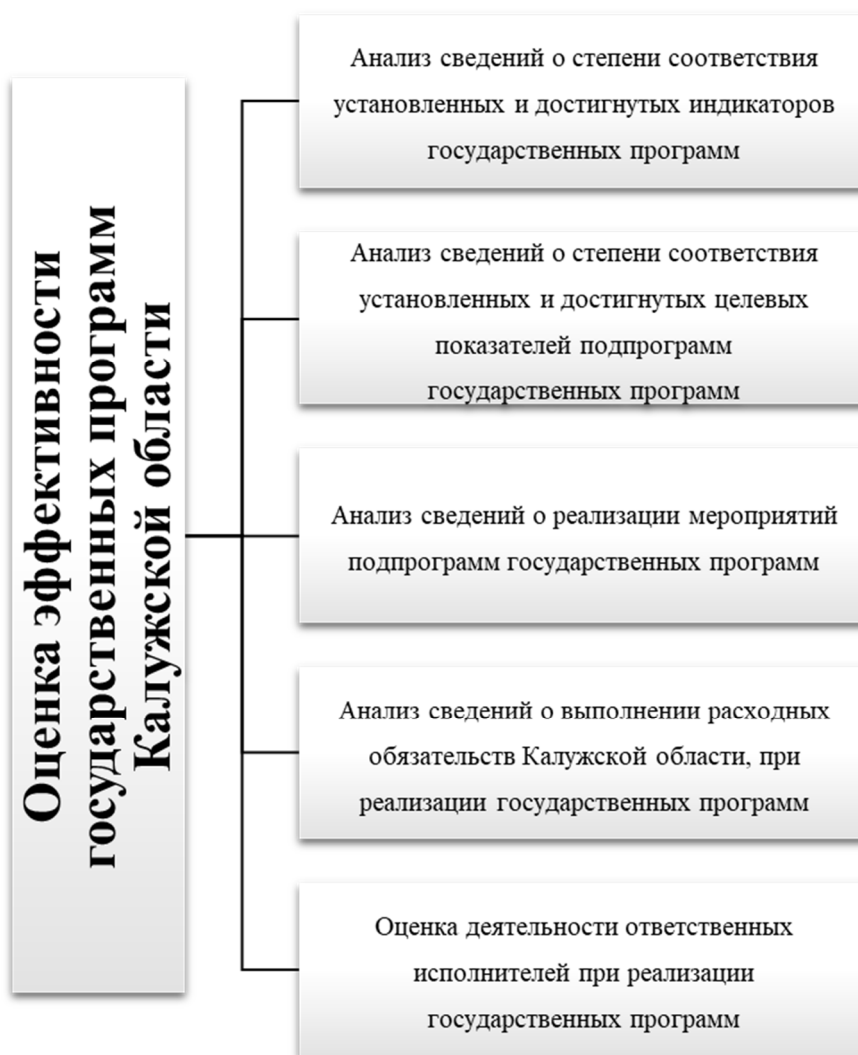 Оценка эффективности
государственных программ
Калужской области
Анализ сведений о степени соответствия
установленных и достигнутых индикаторов
государственных программ
Анализ сведений о степени соответствия
установленных и достигнутых целевых
показателей подпрограмм
государственных программ
Анализ сведений о реализации мероприятий
подпрограмм государственных программ
Анализ сведений о выполнении расходных
обязательств Калужской области, при
реализации государственных программ
Оценка деятельности ответственных
исполнителей при реализации
государственных программ